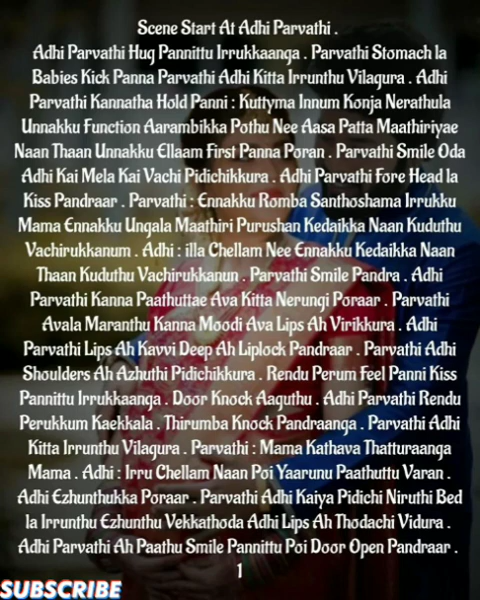 Scene Start At Adhi Parvathi .
Adhi Parvathi Hug Pannittu Irrukkaanga . Parvathi Stomach la
Babies Kick Panna Parvathi Adhi Kitta Irrunthu Vilagura . Adhi
Parvathi Kannatha Hold Panni : Kuttyma Innum Konja Nerathula
Unnakku Function Aarambikka Pothu Nee Aasa Patta Maathiriyae
Naan Thaan Unnakku Ellaam First Panna Poran . Parvathi Smile Oda
Adhi Kai Mela Kai Vachi Pidichikkura . Adhi Parvathi Fore Head la
Kiss Pandraar . Parvathi : Ennakku Romba Santhoshama Irrukku
Mama Ennakku Ungala Maathiri Purushan Kedaikka Naan Kuduthu
Vachirukkanum . Adhi : illa Chellam Nee Ennakku Kedaikka Naan
Thaan Kuduthu Vachirukkanun . Parvathi Smile Pandra . Adhi
Parvathi Kanna Paathuttae Ava Kitta Nerungi Poraar . Parvathi
Avala Maranthu Kanna Moodi Ava Lips Ah Virikkura . Adhi
Parvathi Lips Ah Kavvi Deep Ah Liplock Pandraar . Parvathi Adhi
Shoulders Ah Azhuthi Pidichikkura . Rendu Perum Feel Panni Kiss
Pannittu Irrukkaanga . Door Knock Aaguthu . Adhi Parvathi Rendu
Perukkum Kaekkala . Thirumba Knock Pandraanga . Parvathi Adhi
Kitta Irrunthu Vilagura . Parvathi : Mama Kathava Thatturaanga
Mama . Adhi : Irru Chellam Naan Poi Yaarunu Paathuttu Varan .
Adhi Ezhunthukka Poraar . Parvathi Adhi Kaiya Pidichi Niruthi Bed
la Irrunthu Ezhunthu Vekkathoda Adhi Lips Ah Thodachi Vidura .
Adhi Parvathi Ah Paathu Smile Pannittu Poi Door Open Pandraar .
1
SUBSCRIBE